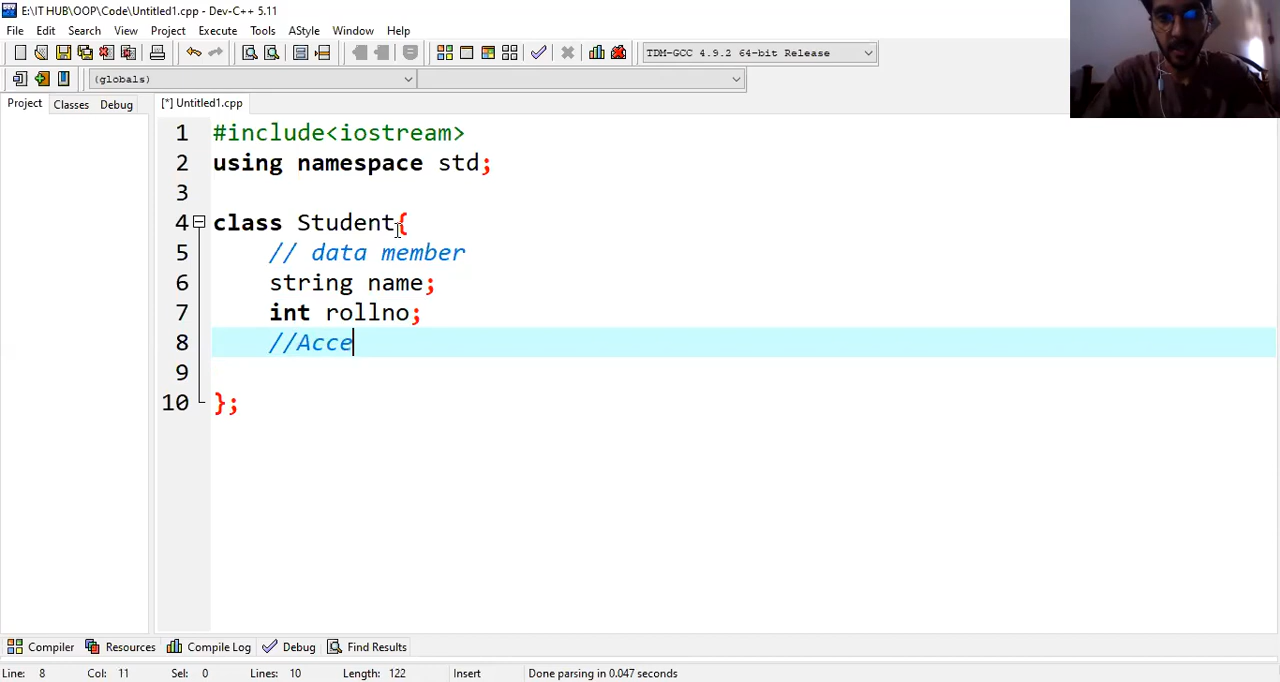 E:\IT HUB\OOP\Code\Untitled1.cpp - Dev-C++ 5.11
File Edit Search View Project Execute Tools AStyle Window Help
TDM-GCC 4.9.2 64-bit Release
(globals)
Project Classes Debug [*] Untitled1.cpp
1 #include<iostream>
2 using namespace std;
3
4 class Student{
5 // data member
6 string name;
7 int rollno;
8 //Acce
9
10 };
Compiler Resources Compile Log Debug Find Results
Line: 8 Col: 11 Sel: 0 Lines: 10 Length: 122 Insert Done parsing in 0.047 seconds